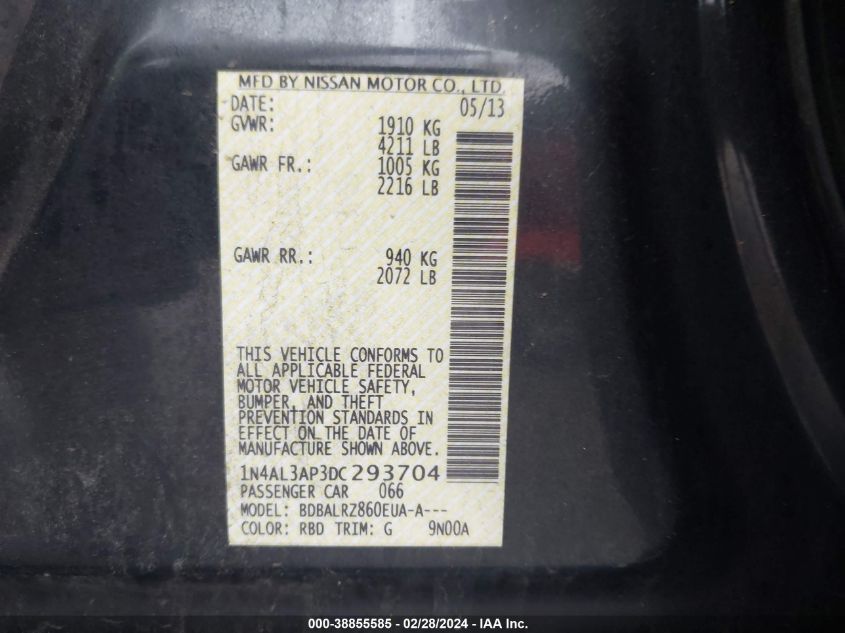 MFD BY NISSAN MOTOR CO., LTD.
DATE: 05/13
GVWR: 1910 KG
4211 LB
GAWR FR.: 1005 KG
2216 LB
GAWR RR.: 940 KG
2072 LB
THIS VEHICLE CONFORMS TO
ALL APPLICABLE FEDERAL
MOTOR VEHICLE SAFETY,
BUMPER, AND THEFT
PREVENTION STANDARDS IN
EFFECT ON THE DATE OF
MANUFACTURE SHOWN ABOVE.
1N4AL3AP3DC293704
PASSENGER CAR 066
MODEL: BDBALRZ860EUA-A---
COLOR: RBD TRIM: G 9N00A
000-38855585 - 02/28/2024 - IAA Inc.